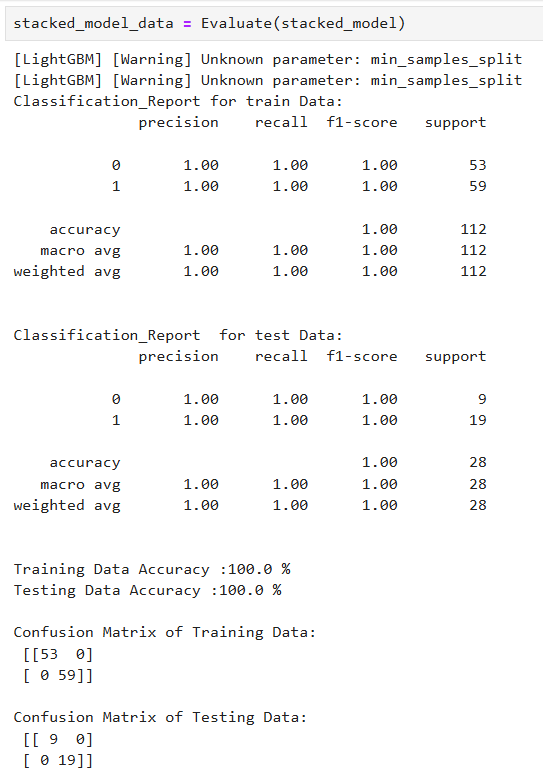 stacked_model_data = Evaluate(stacked_model)
[LightGBM] [Warning] Unknown parameter: min_samples_split
[LightGBM] [Warning] Unknown parameter: min_samples_split
Classification_Report for train Data:
              precision    recall  f1-score   support

           0       1.00      1.00      1.00        53
           1       1.00      1.00      1.00        59

    accuracy                           1.00       112
   macro avg       1.00      1.00      1.00       112
weighted avg       1.00      1.00      1.00       112

Classification_Report  for test Data:
              precision    recall  f1-score   support

           0       1.00      1.00      1.00         9
           1       1.00      1.00      1.00        19

    accuracy                           1.00        28
   macro avg       1.00      1.00      1.00        28
weighted avg       1.00      1.00      1.00        28

Training Data Accuracy :100.0 %
Testing Data Accuracy :100.0 %

Confusion Matrix of Training Data:
 [[53  0]
 [ 0 59]]

Confusion Matrix of Testing Data:
 [[ 9  0]
 [ 0 19]]